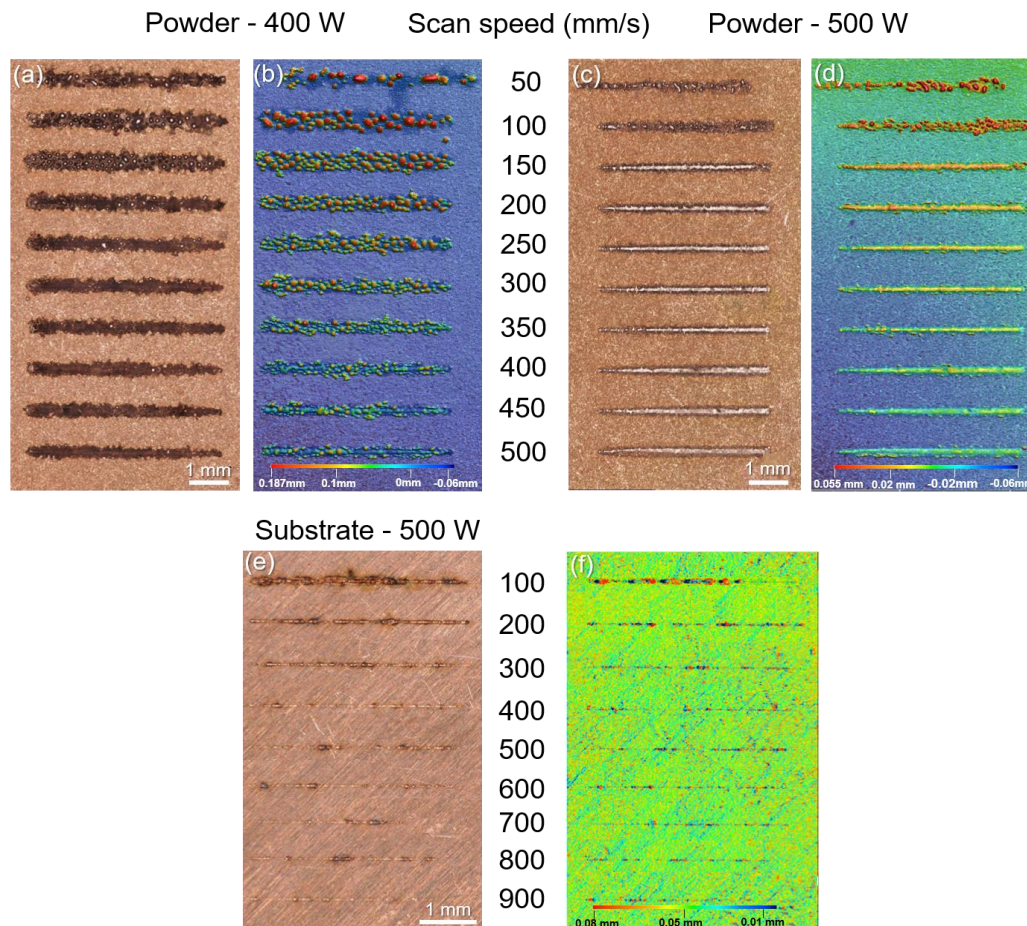 Powder - 400 W Scan speed (mm/s) Powder - 500 W
(a) (b) 50 (c) (d)
100
150
200
250
300
350
400
450
500
1 mm
0.187mm 0.1mm 0mm -0.06mm
1 mm
0.055 mm 0.02 mm -0.02mm -0.06mm
Substrate - 500 W
(e) (f)
100
200
300
400
500
600
700
800
900
1 mm
0.08 mm 0.05 mm 0.01 mm